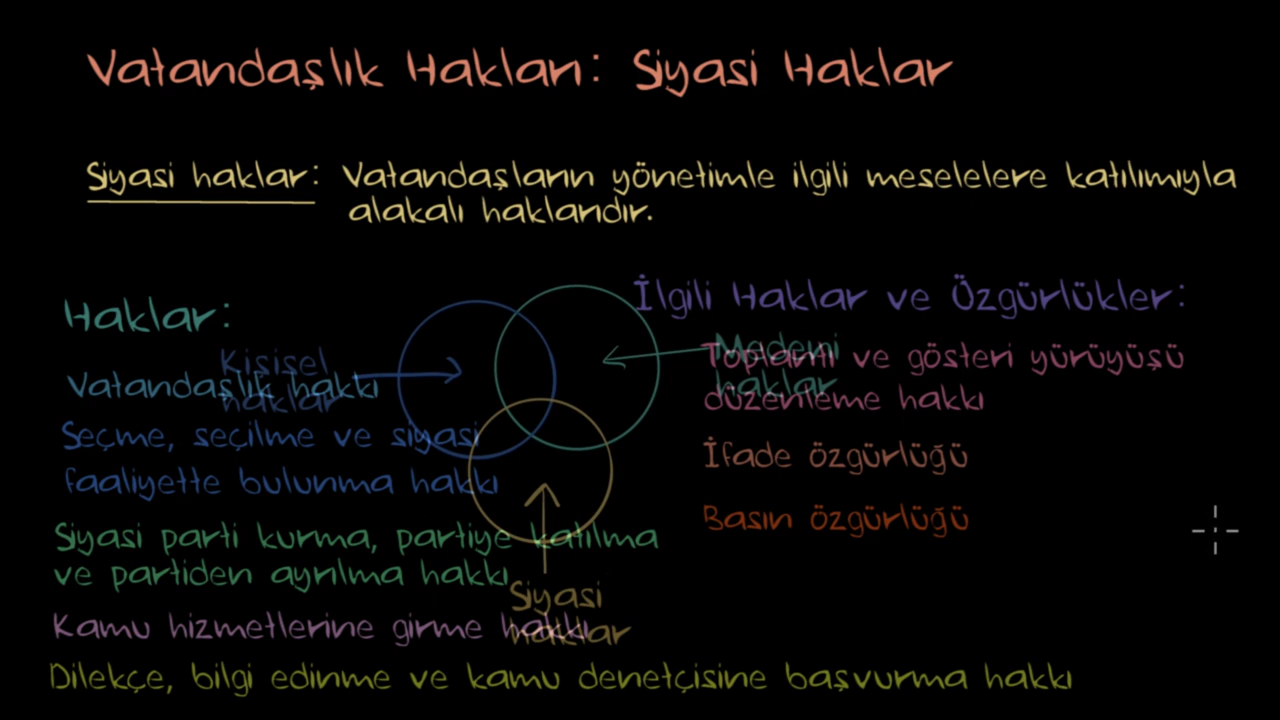 Vatandaşlık Hakları: Siyasi Haklar
Siyasi haklar: Vatandaşların yönetimle ilgili meselelere katılımıyla
alakalı haklarıdır.
Haklar:
Vatandaşlık hakkı
Seçme, seçilme ve siyasi
faaliyette bulunma hakkı
Siyasi parti kurma, partiye katılma
ve partiden ayrılma hakkı
Kamu hizmetlerine girme hakkı
Dilekçe, bilgi edinme ve kamu denetçisine başvurma hakkı
İlgili Haklar ve Özgürlükler:
Toplantı ve gösteri yürüyüşü
düzenleme hakkı
İfade özgürlüğü
Basın özgürlüğü
Kişisel
haklar
Medeni
haklar
Siyasi
haklar